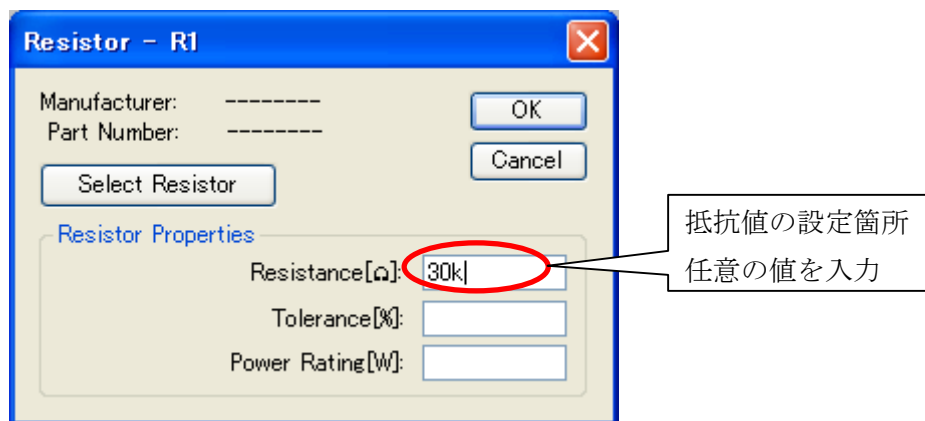 Resistor - R1
Manufacturer: --------
Part Number: --------
OK
Cancel
Select Resistor
Resistor Properties
Resistance[Ω]: 30k
Tolerance[%]:
Power Rating[W]:
抵抗値の設定箇所
任意の値を入力